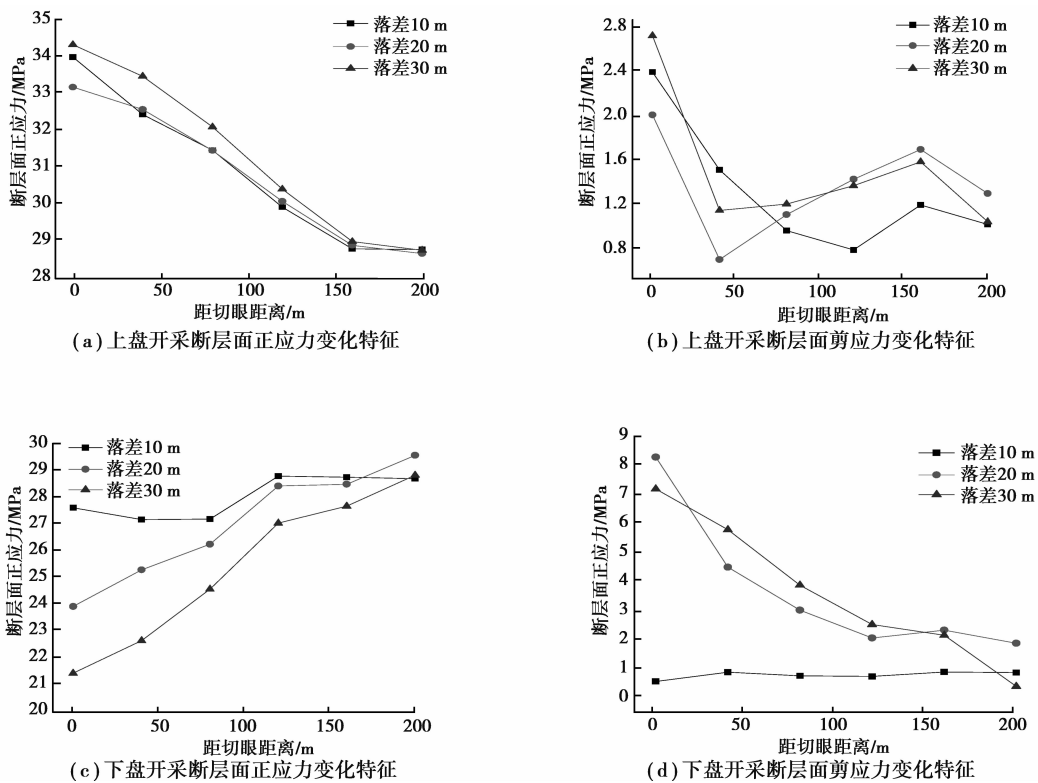 35
34
33
32
31
30
29
28
0
50
100
150
200
断层面正应力/MPa
距切眼距离/m
落差10 m
落差20 m
落差30 m
(a)上盘开采断层面正应力变化特征
2.8
2.4
2.0
1.6
1.2
0.8
0
50
100
150
200
断层面正应力/MPa
距切眼距离/m
落差10 m
落差20 m
落差30 m
(b)上盘开采断层面剪应力变化特征
30
29
28
27
26
25
24
23
22
21
20
0
50
100
150
200
断层面正应力/MPa
距切眼距离/m
落差10 m
落差20 m
落差30 m
(c)下盘开采断层面正应力变化特征
9
8
7
6
5
4
3
2
1
0
0
50
100
150
200
断层面正应力/MPa
距切眼距离/m
落差10 m
落差20 m
落差30 m
(d)下盘开采断层面剪应力变化特征